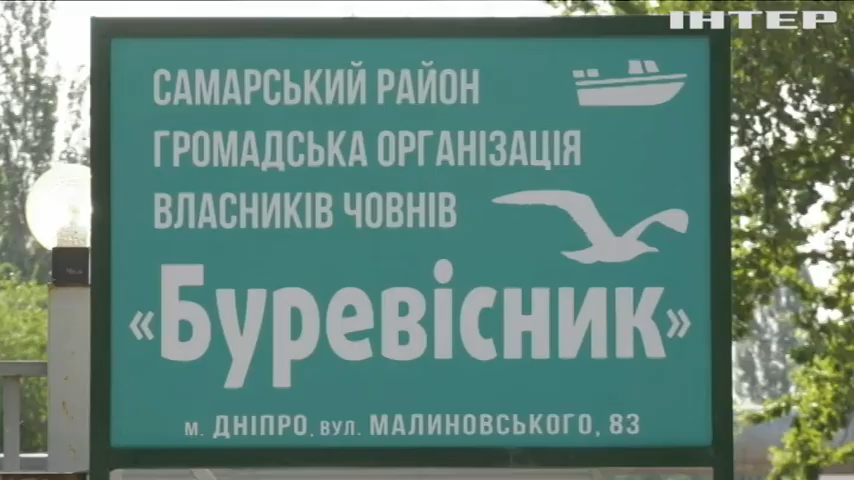 ІНТЕР
САМАРСЬКИЙ РАЙОН
ГРОМАДСЬКА ОРГАНІЗАЦІЯ
ВЛАСНИКІВ ЧОВНІВ
«Буревісник»
м. ДНІПРО, вул. МАЛИНОВСЬКОГО, 83